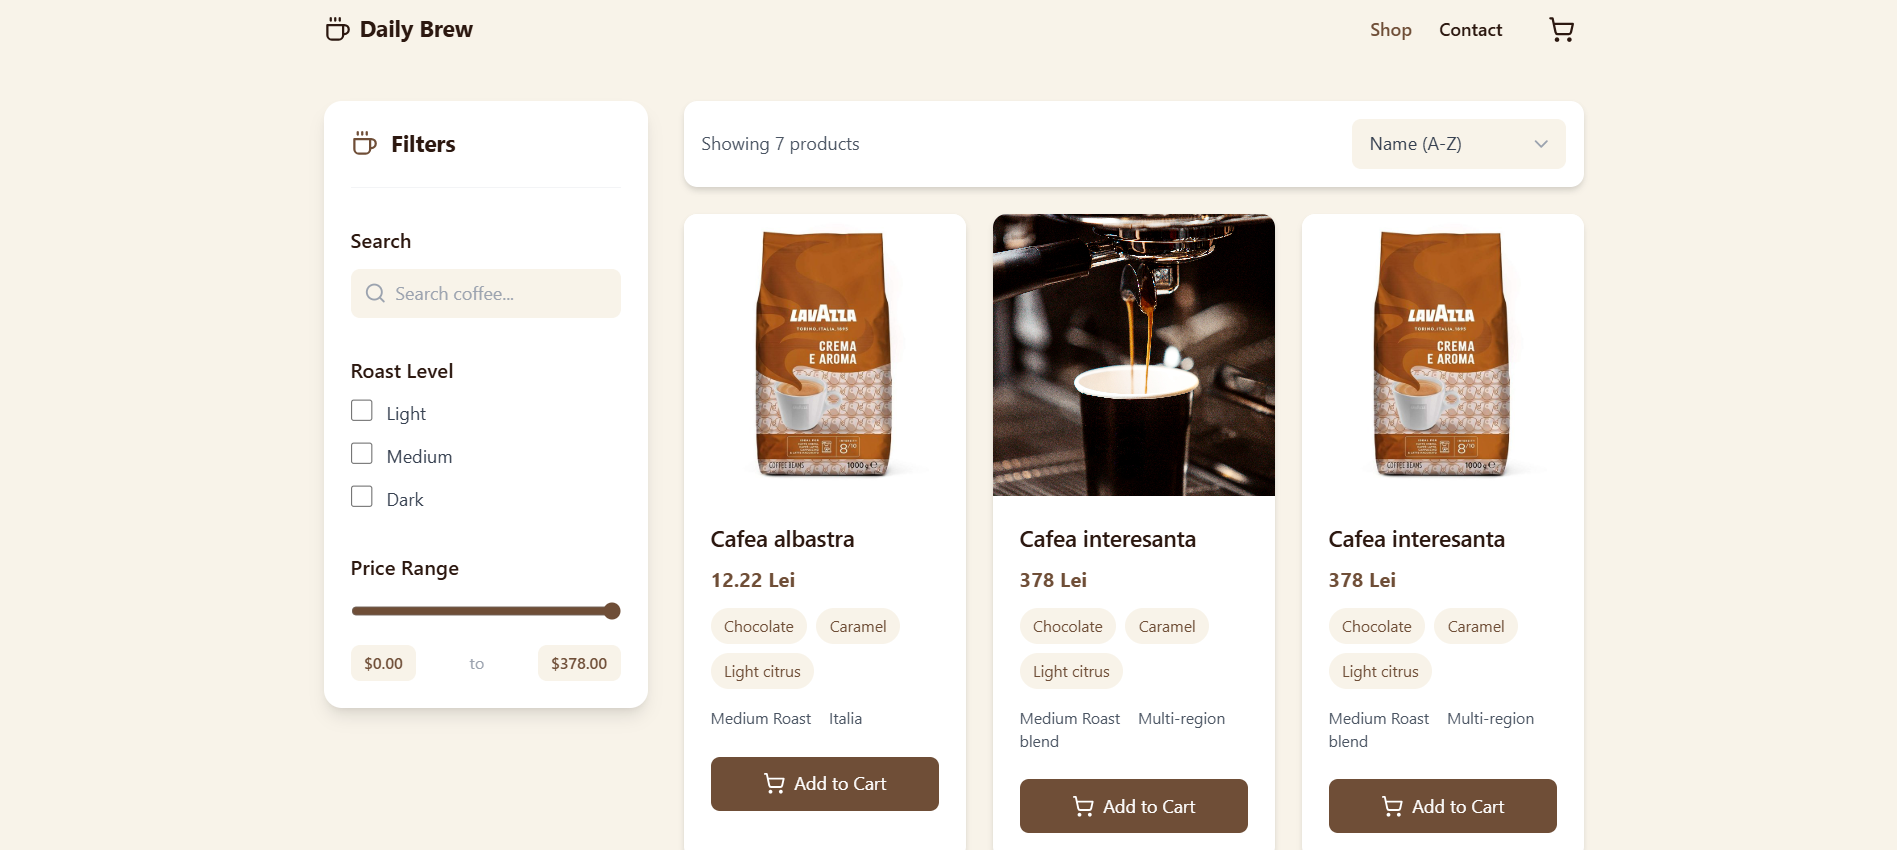 Daily Brew
Shop
Contact
Filters
Search
Search coffee...
Roast Level
Light
Medium
Dark
Price Range
$0.00 to $378.00
Showing 7 products
Name (A-Z)
LAVAZZA
TORINO, ITALIA, 1895
CREMA
E AROMA
8/10
COFFEE BEANS 1000 g e
Cafea albastra
12.22 Lei
Chocolate Caramel
Light citrus
Medium Roast Italia
Add to Cart
Cafea interesanta
378 Lei
Chocolate Caramel
Light citrus
Medium Roast Multi-region
blend
Add to Cart
LAVAZZA
TORINO, ITALIA, 1895
CREMA
E AROMA
8/10
COFFEE BEANS 1000 g e
Cafea interesanta
378 Lei
Chocolate Caramel
Light citrus
Medium Roast Multi-region
blend
Add to Cart